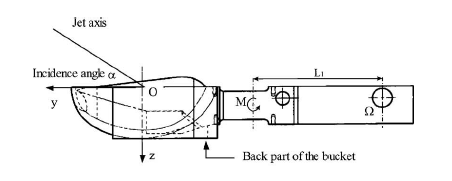 Jet axis
L1
Incidence angle α
O
y
M
Ω
z
Back part of the bucket